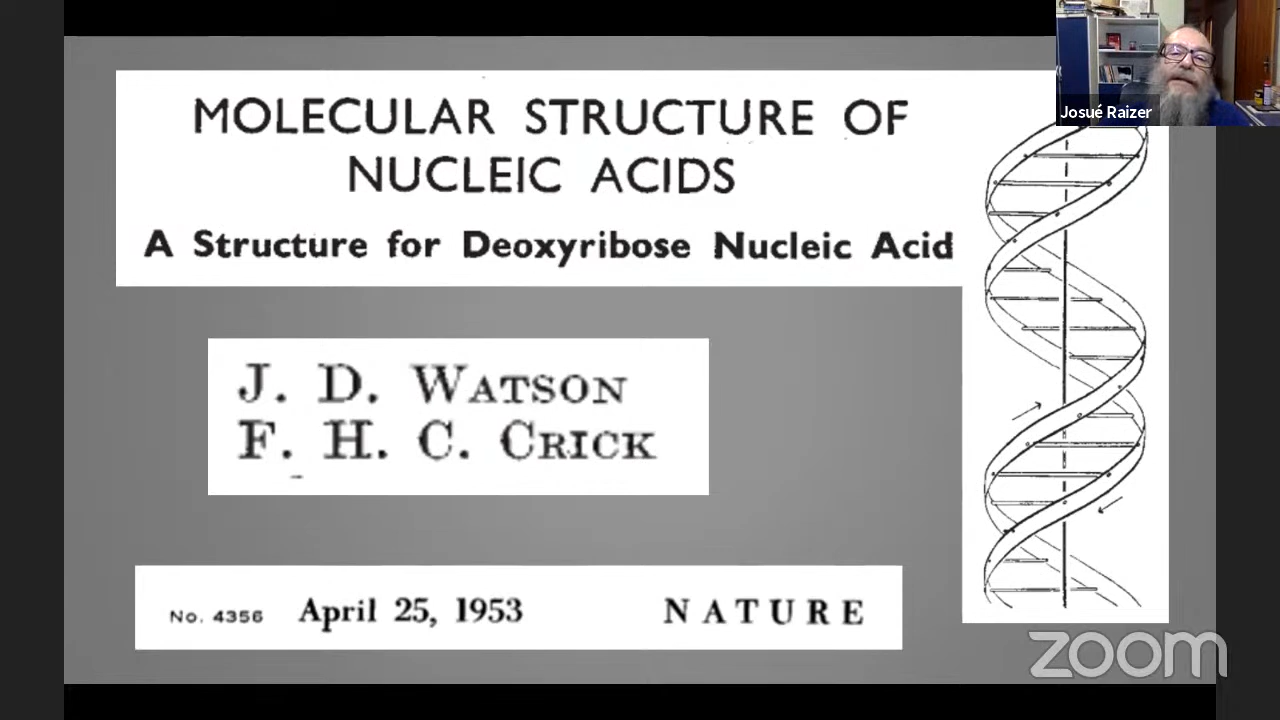 MOLECULAR STRUCTURE OF
NUCLEIC ACIDS
A Structure for Deoxyribose Nucleic Acid
J. D. WATSON
F. H. C. CRICK
No. 4356 April 25, 1953 NATURE
Josué Raizer
zoom